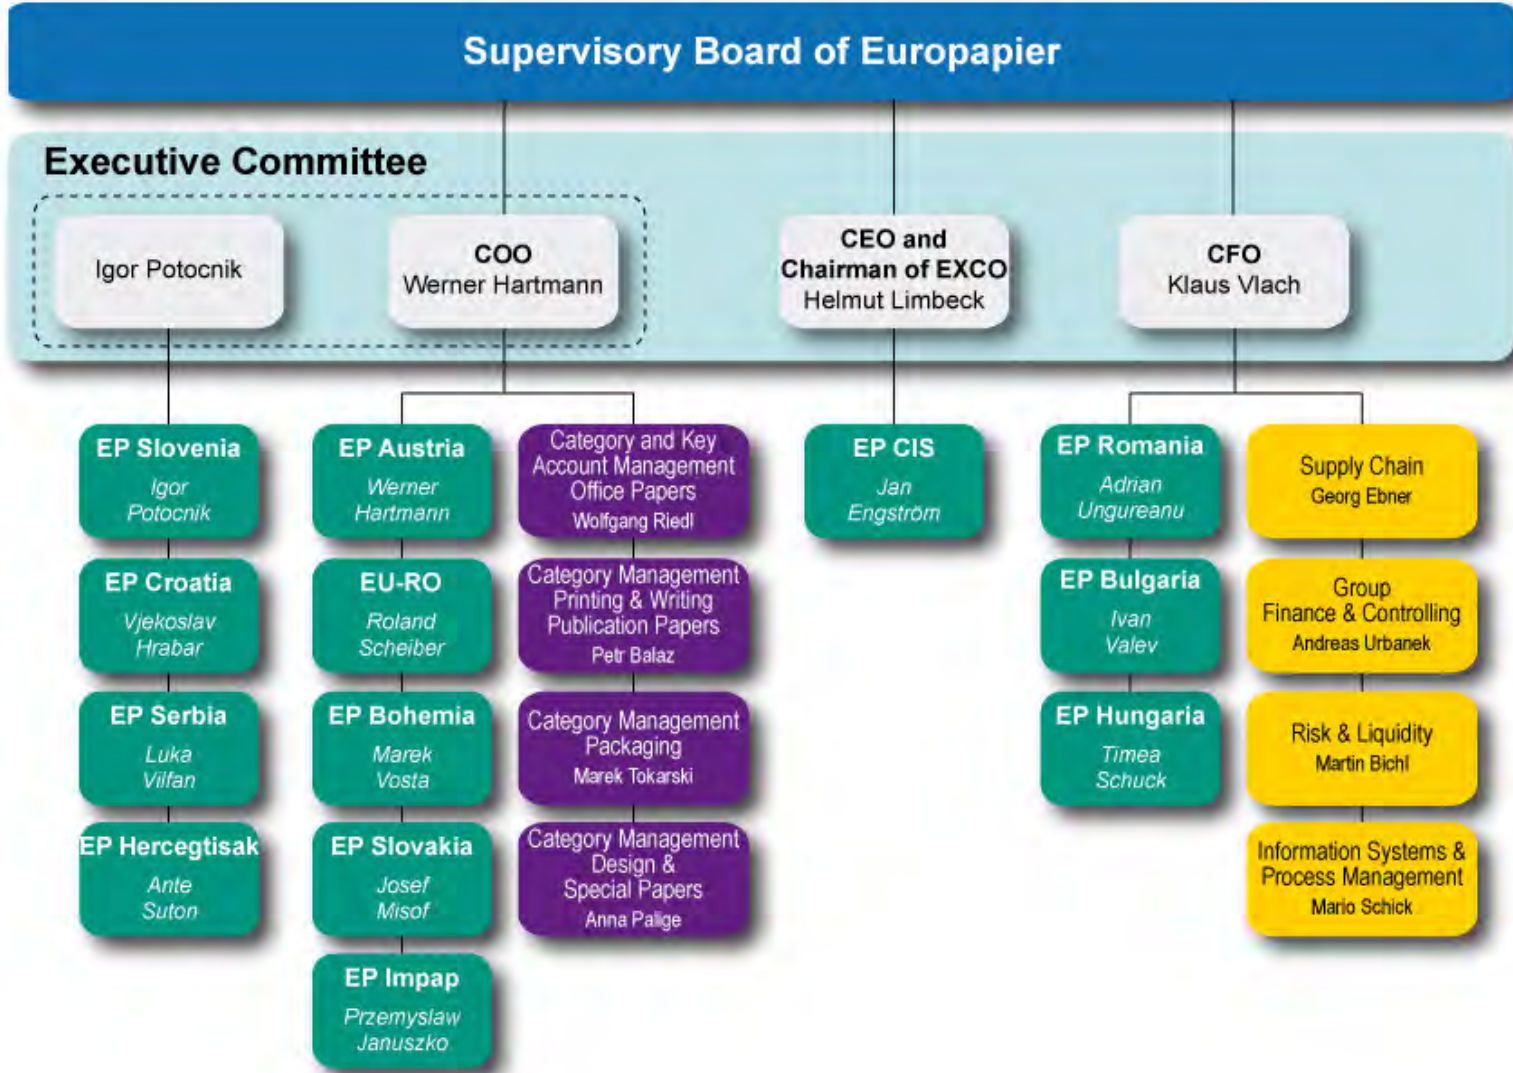 Supervisory Board of Europapier
Executive Committee
Igor Potocnik
COO
Werner Hartmann
CEO and
Chairman of EXCO
Helmut Limbeck
CFO
Klaus Vlach
EP Slovenia
Igor
Potocnik
EP Croatia
Vjekoslav
Hrabar
EP Serbia
Luka
Vilfan
EP Hercegtisak
Ante
Suton
EP Austria
Werner
Hartmann
EU-RO
Roland
Scheiber
EP Bohemia
Marek
Vosta
EP Slovakia
Josef
Misof
EP Impap
Przemyslaw
Januszko
Category and Key
Account Management
Office Papers
Wolfgang Riedl
Category Management
Printing & Writing
Publication Papers
Petr Balaz
Category Management
Packaging
Marek Tokarski
Category Management
Design &
Special Papers
Anna Palige
EP CIS
Jan
Engström
EP Romania
Adrian
Ungureanu
EP Bulgaria
Ivan
Valev
EP Hungaria
Timea
Schuck
Supply Chain
Georg Ebner
Group
Finance & Controlling
Andreas Urbanek
Risk & Liquidity
Martin Bichl
Information Systems &
Process Management
Mario Schick